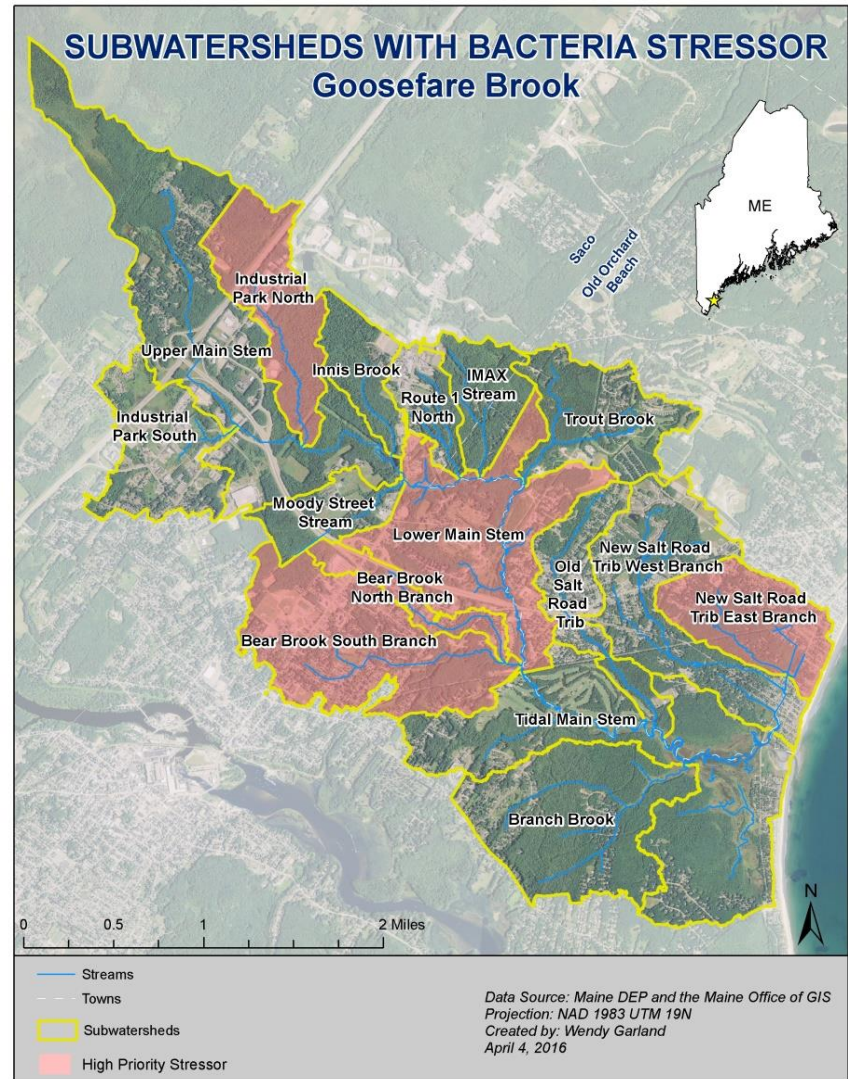 SUBWATERSHEDS WITH BACTERIA STRESSOR
Goosefare Brook
ME
Saco
Old Orchard
Beach
Industrial
Park North
Upper Main Stem
Innis Brook
IMAX
Stream
Route 1
North
Trout Brook
Industrial
Park South
Moody Street
Stream
Lower Main Stem
New Salt Road
Trib West Branch
Old
Salt
Road
Trib
Bear Brook
North Branch
New Salt Road
Trib East Branch
Bear Brook South Branch
Tidal Main Stem
Branch Brook
N
0 0.5 1 2 Miles
Streams
Towns
Subwatersheds
High Priority Stressor
Data Source: Maine DEP and the Maine Office of GIS
Projection: NAD 1983 UTM 19N
Created by: Wendy Garland
April 4, 2016